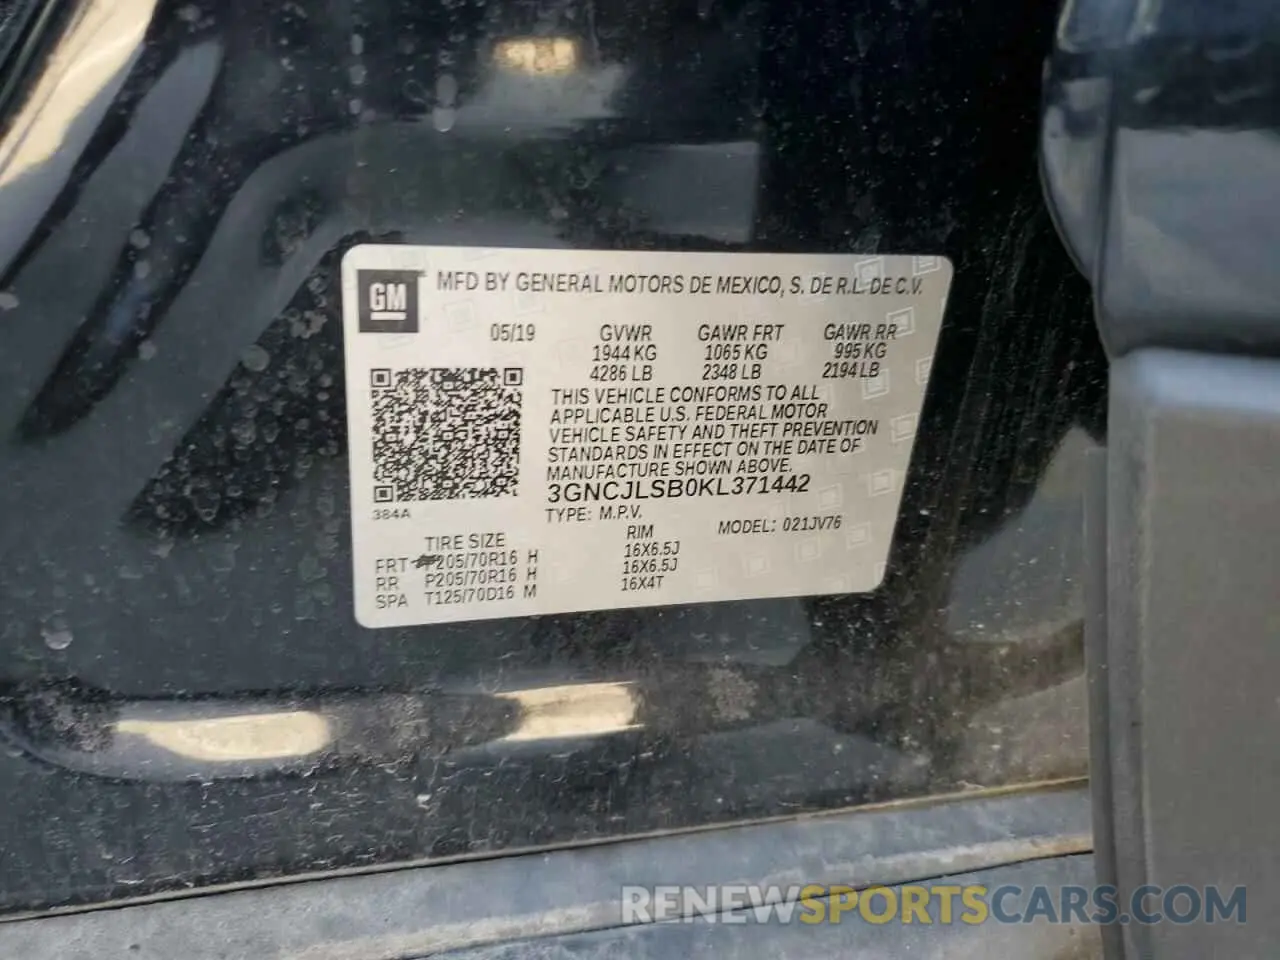 GM MFD BY GENERAL MOTORS DE MEXICO, S. DE R.L. DE C.V.
05/19 GVWR GAWR FRT GAWR RR
1944 KG 1065 KG 995 KG
4286 LB 2348 LB 2194 LB
THIS VEHICLE CONFORMS TO ALL
APPLICABLE U.S. FEDERAL MOTOR
VEHICLE SAFETY AND THEFT PREVENTION
STANDARDS IN EFFECT ON THE DATE OF
MANUFACTURE SHOWN ABOVE.
3GNCJLSB0KL371442
384A
TYPE: M.P.V. MODEL: 021JV76
TIRE SIZE RIM
FRT P205/70R16 H 16X6.5J
RR P205/70R16 H 16X6.5J
SPA T125/70D16 M 16X4T
RENEWSPORTSCARS.COM